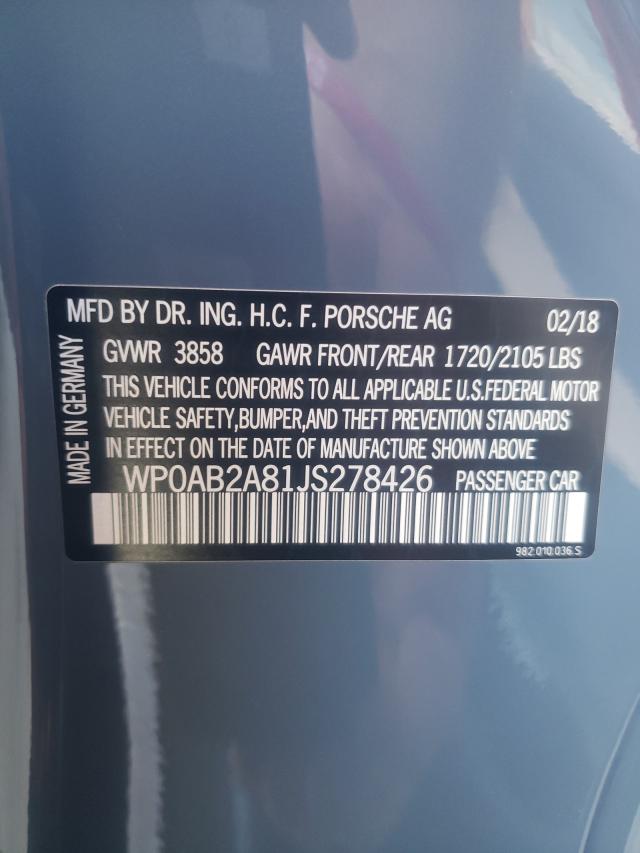 MFD BY DR. ING. H.C. F. PORSCHE AG 02/18
GVWR 3858 GAWR FRONT/REAR 1720/2105 LBS
THIS VEHICLE CONFORMS TO ALL APPLICABLE U.S.FEDERAL MOTOR
VEHICLE SAFETY,BUMPER,AND THEFT PREVENTION STANDARDS
IN EFFECT ON THE DATE OF MANUFACTURE SHOWN ABOVE
WP0AB2A81JS278426 PASSENGER CAR
982.010.036.S
MADE IN GERMANY